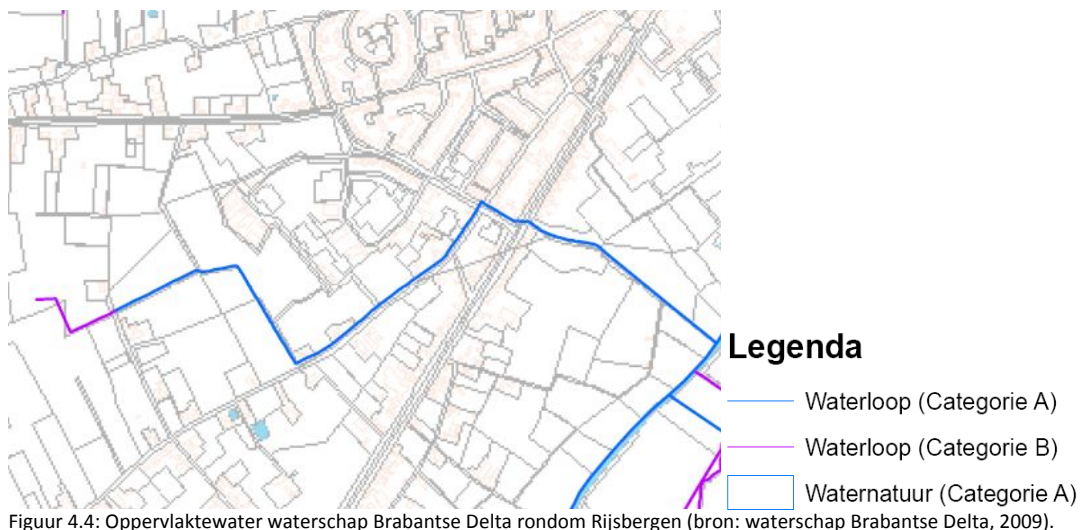 Legenda
Waterloop (Categorie A)
Waterloop (Categorie B)
Waternatuur (Categorie A)
Figuur 4.4: Oppervlaktewater waterschap Brabantse Delta rondom Rijsbergen (bron: waterschap Brabantse Delta, 2009).